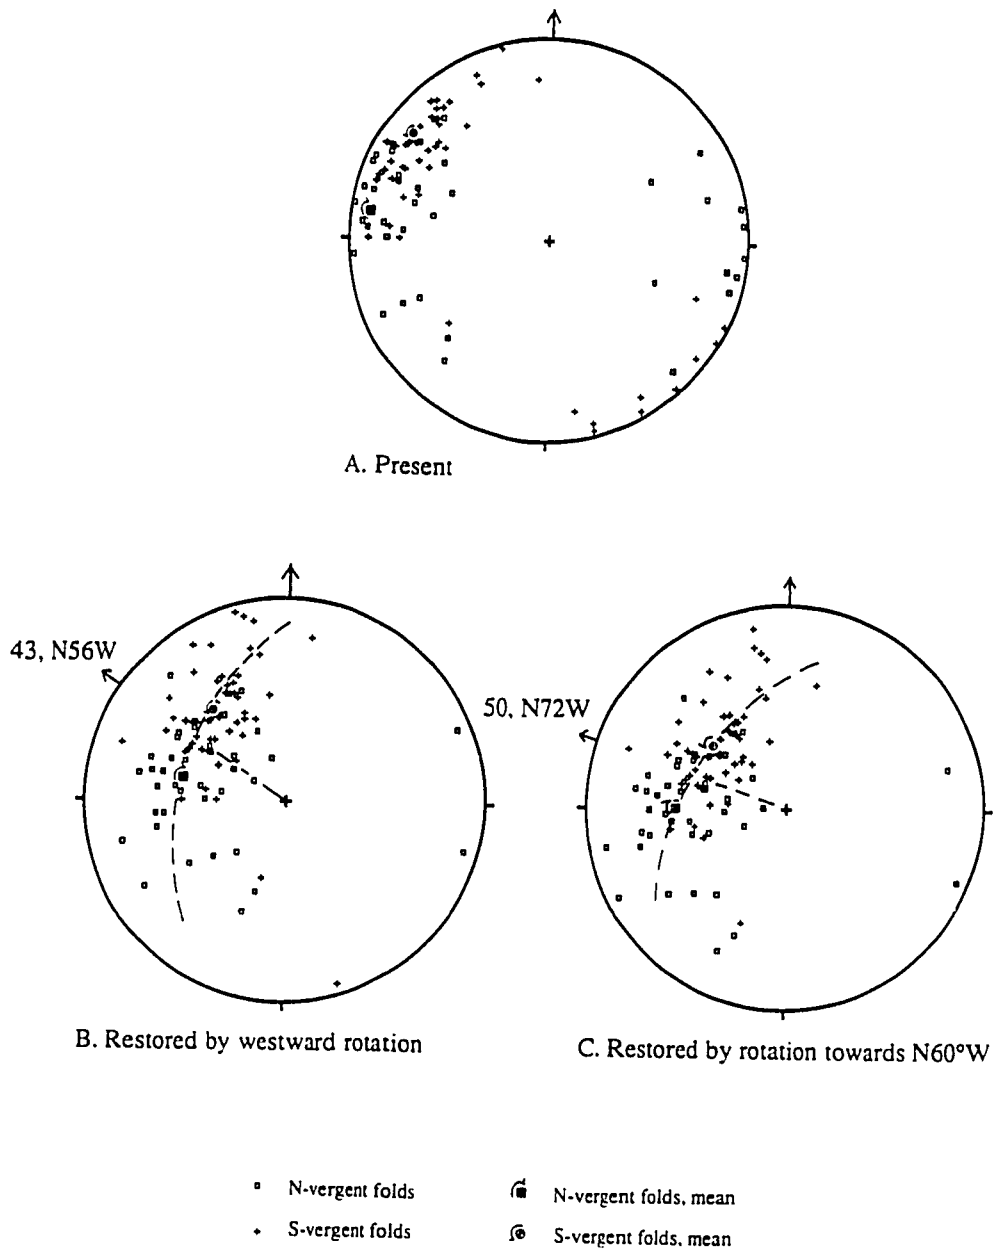 A. Present
43, N56W
50, N72W
B. Restored by westward rotation
C. Restored by rotation towards N60°W
N-vergent folds
N-vergent folds, mean
S-vergent folds
S-vergent folds, mean